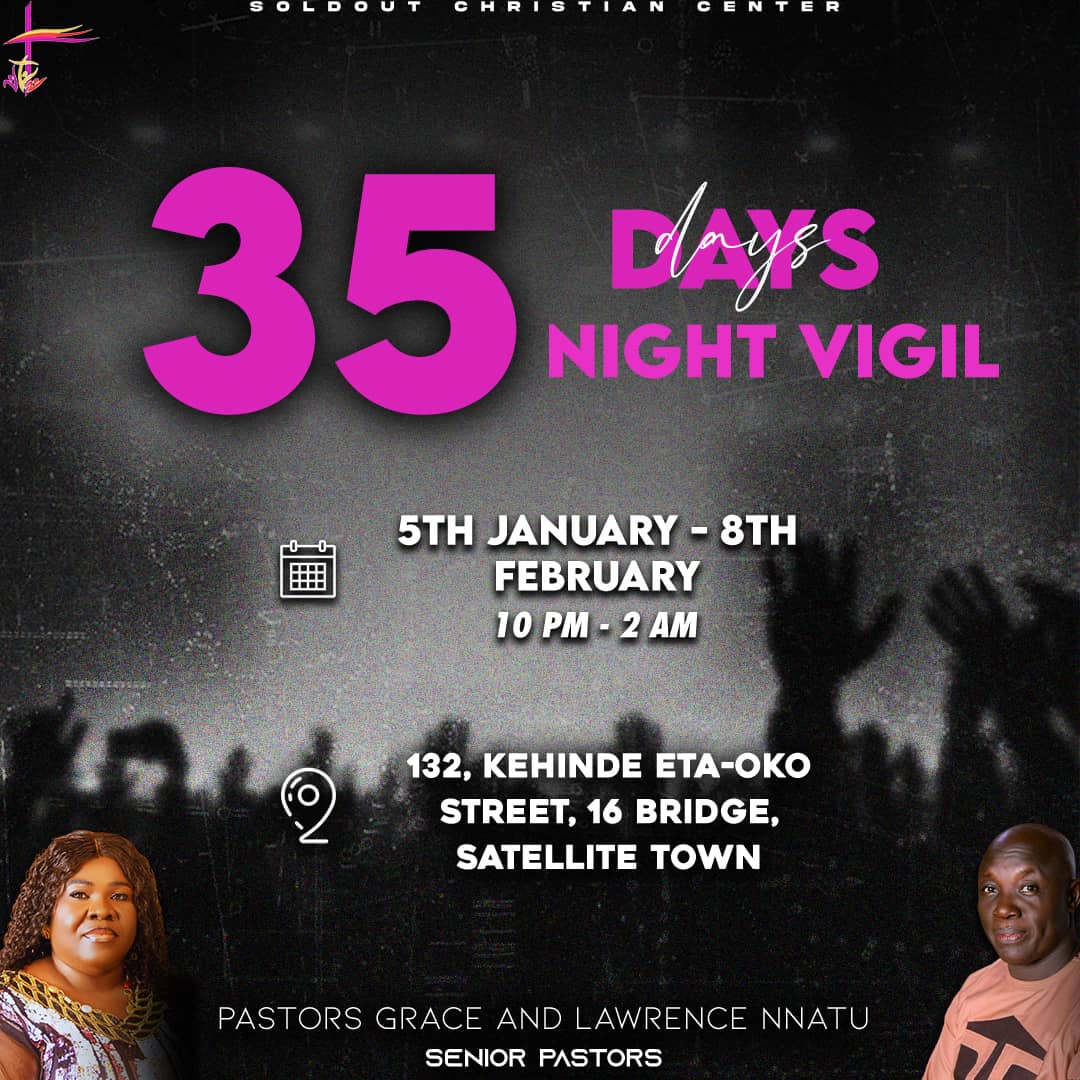 SOLDOUT CHRISTIAN CENTER
35
DAYS
days
NIGHT VIGIL
5TH JANUARY - 8TH
FEBRUARY
10 PM - 2 AM
132, KEHINDE ETA-OKO
STREET, 16 BRIDGE,
SATELLITE TOWN
PASTORS GRACE AND LAWRENCE NNATU
SENIOR PASTORS